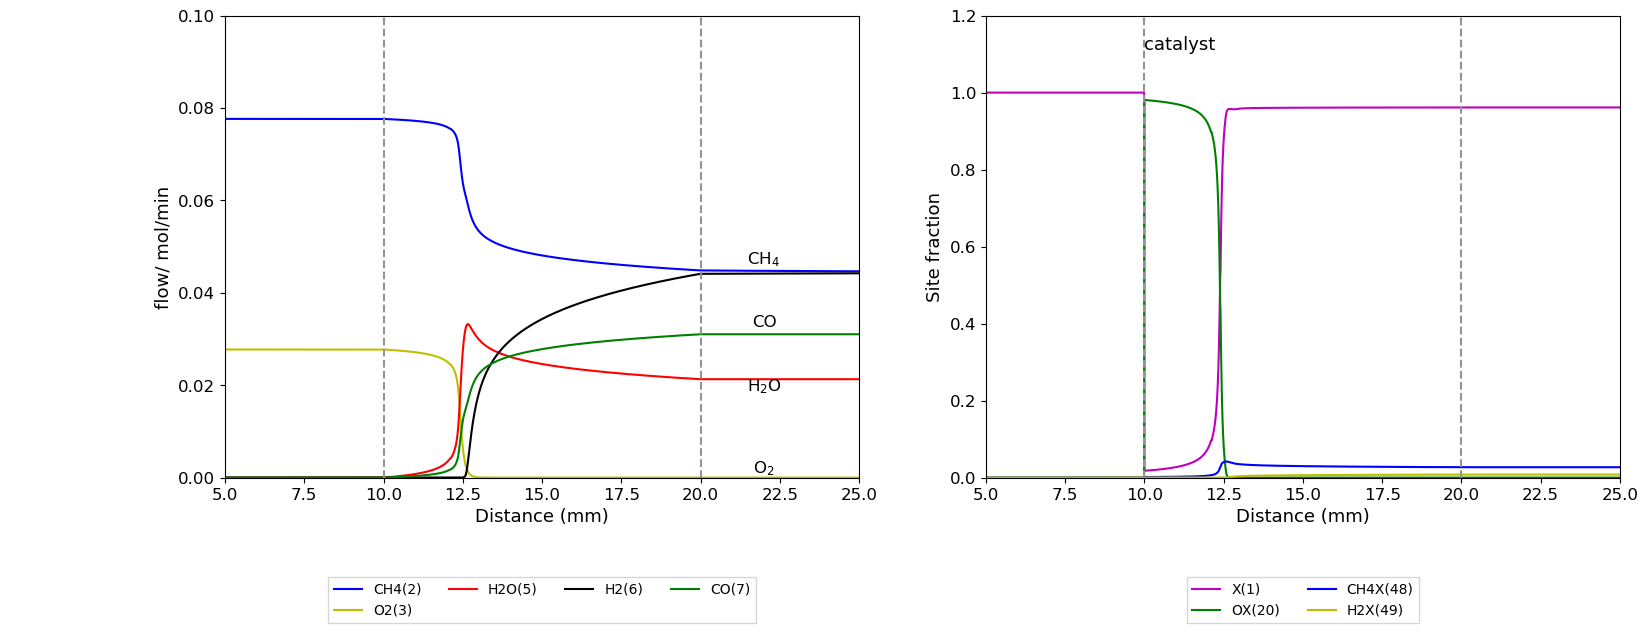 0.10
0.08
0.06
0.04
0.02
0.00
flow/ mol/min
CH₄
CO
H₂O
O₂
5.0 7.5 10.0 12.5 15.0 17.5 20.0 22.5 25.0
Distance (mm)
CH4(2) H2O(5) H2(6) CO(7)
O2(3)
1.2
1.0
0.8
0.6
0.4
0.2
0.0
Site fraction
catalyst
5.0 7.5 10.0 12.5 15.0 17.5 20.0 22.5 25.0
Distance (mm)
X(1) CH4X(48)
OX(20) H2X(49)